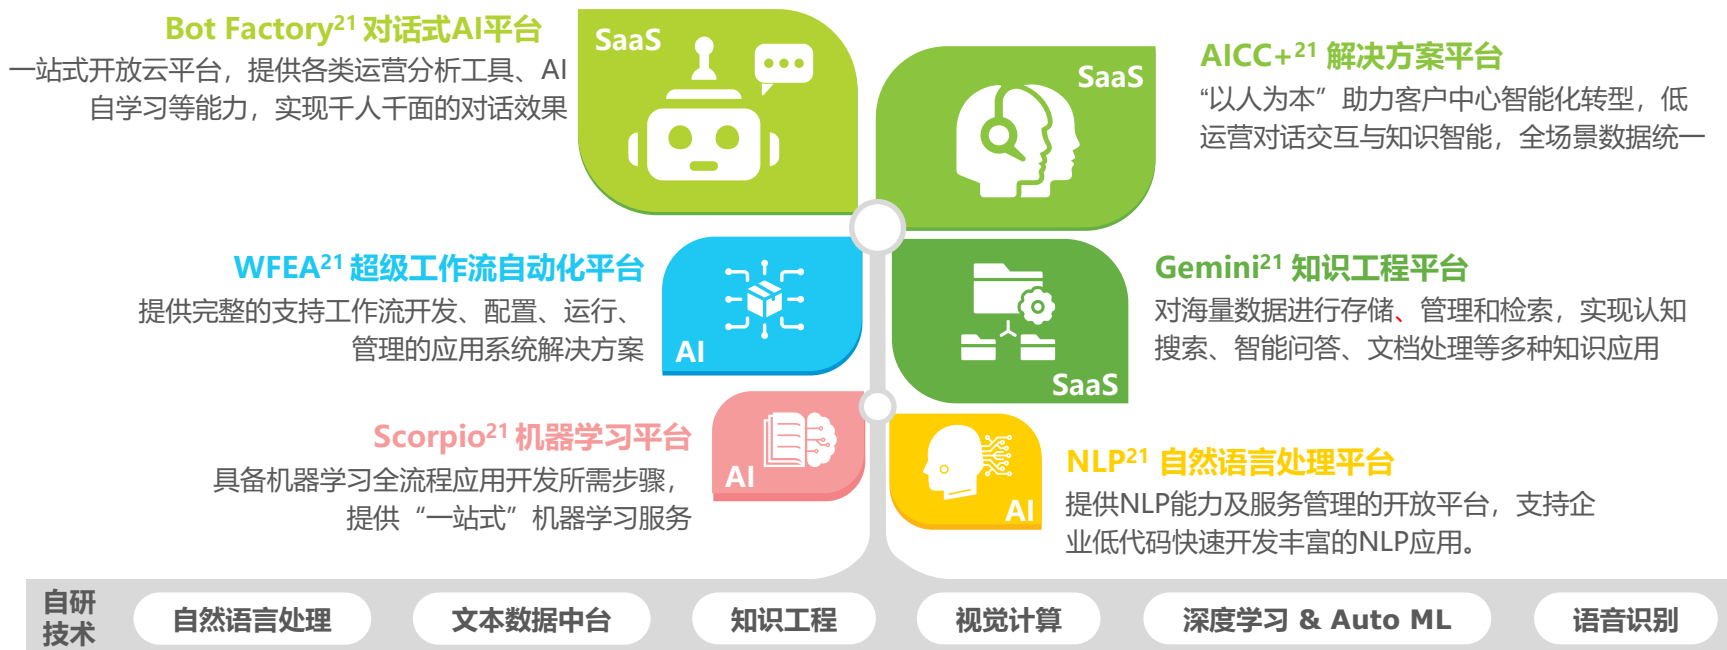 Bot Factory²¹ 对话式AI平台
一站式开放云平台，提供各类运营分析工具、AI
自学习等能力，实现千人千面的对话效果
SaaS
SaaS
AICC+²¹ 解决方案平台
“以人为本”助力客户中心智能化转型，低
运营对话交互与知识智能，全场景数据统一
WFEA²¹ 超级工作流自动化平台
提供完整的支持工作流开发、配置、运行、
管理的应用系统解决方案
AI
SaaS
Gemini²¹ 知识工程平台
对海量数据进行存储、管理和检索，实现认知
搜索、智能问答、文档处理等多种知识应用
Scorpio²¹ 机器学习平台
具备机器学习全流程应用开发所需步骤，
提供“一站式”机器学习服务
AI
AI
NLP²¹ 自然语言处理平台
提供NLP能力及服务管理的开放平台，支持企
业低代码快速开发丰富的NLP应用。
自研
技术
自然语言处理
文本数据中台
知识工程
视觉计算
深度学习 & Auto ML
语音识别